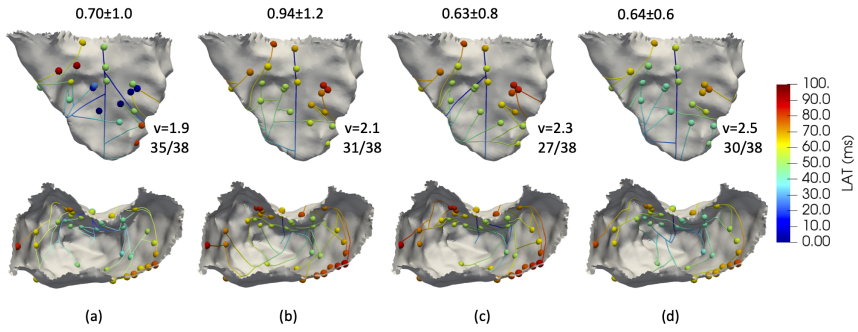 0.70±1.0
0.94±1.2
0.63±0.8
0.64±0.6
v=1.9
35/38
v=2.1
31/38
v=2.3
27/38
v=2.5
30/38
100.
90.0
80.0
70.0
60.0
50.0
40.0
30.0
20.0
10.0
0.00
LAT (ms)
(a)
(b)
(c)
(d)